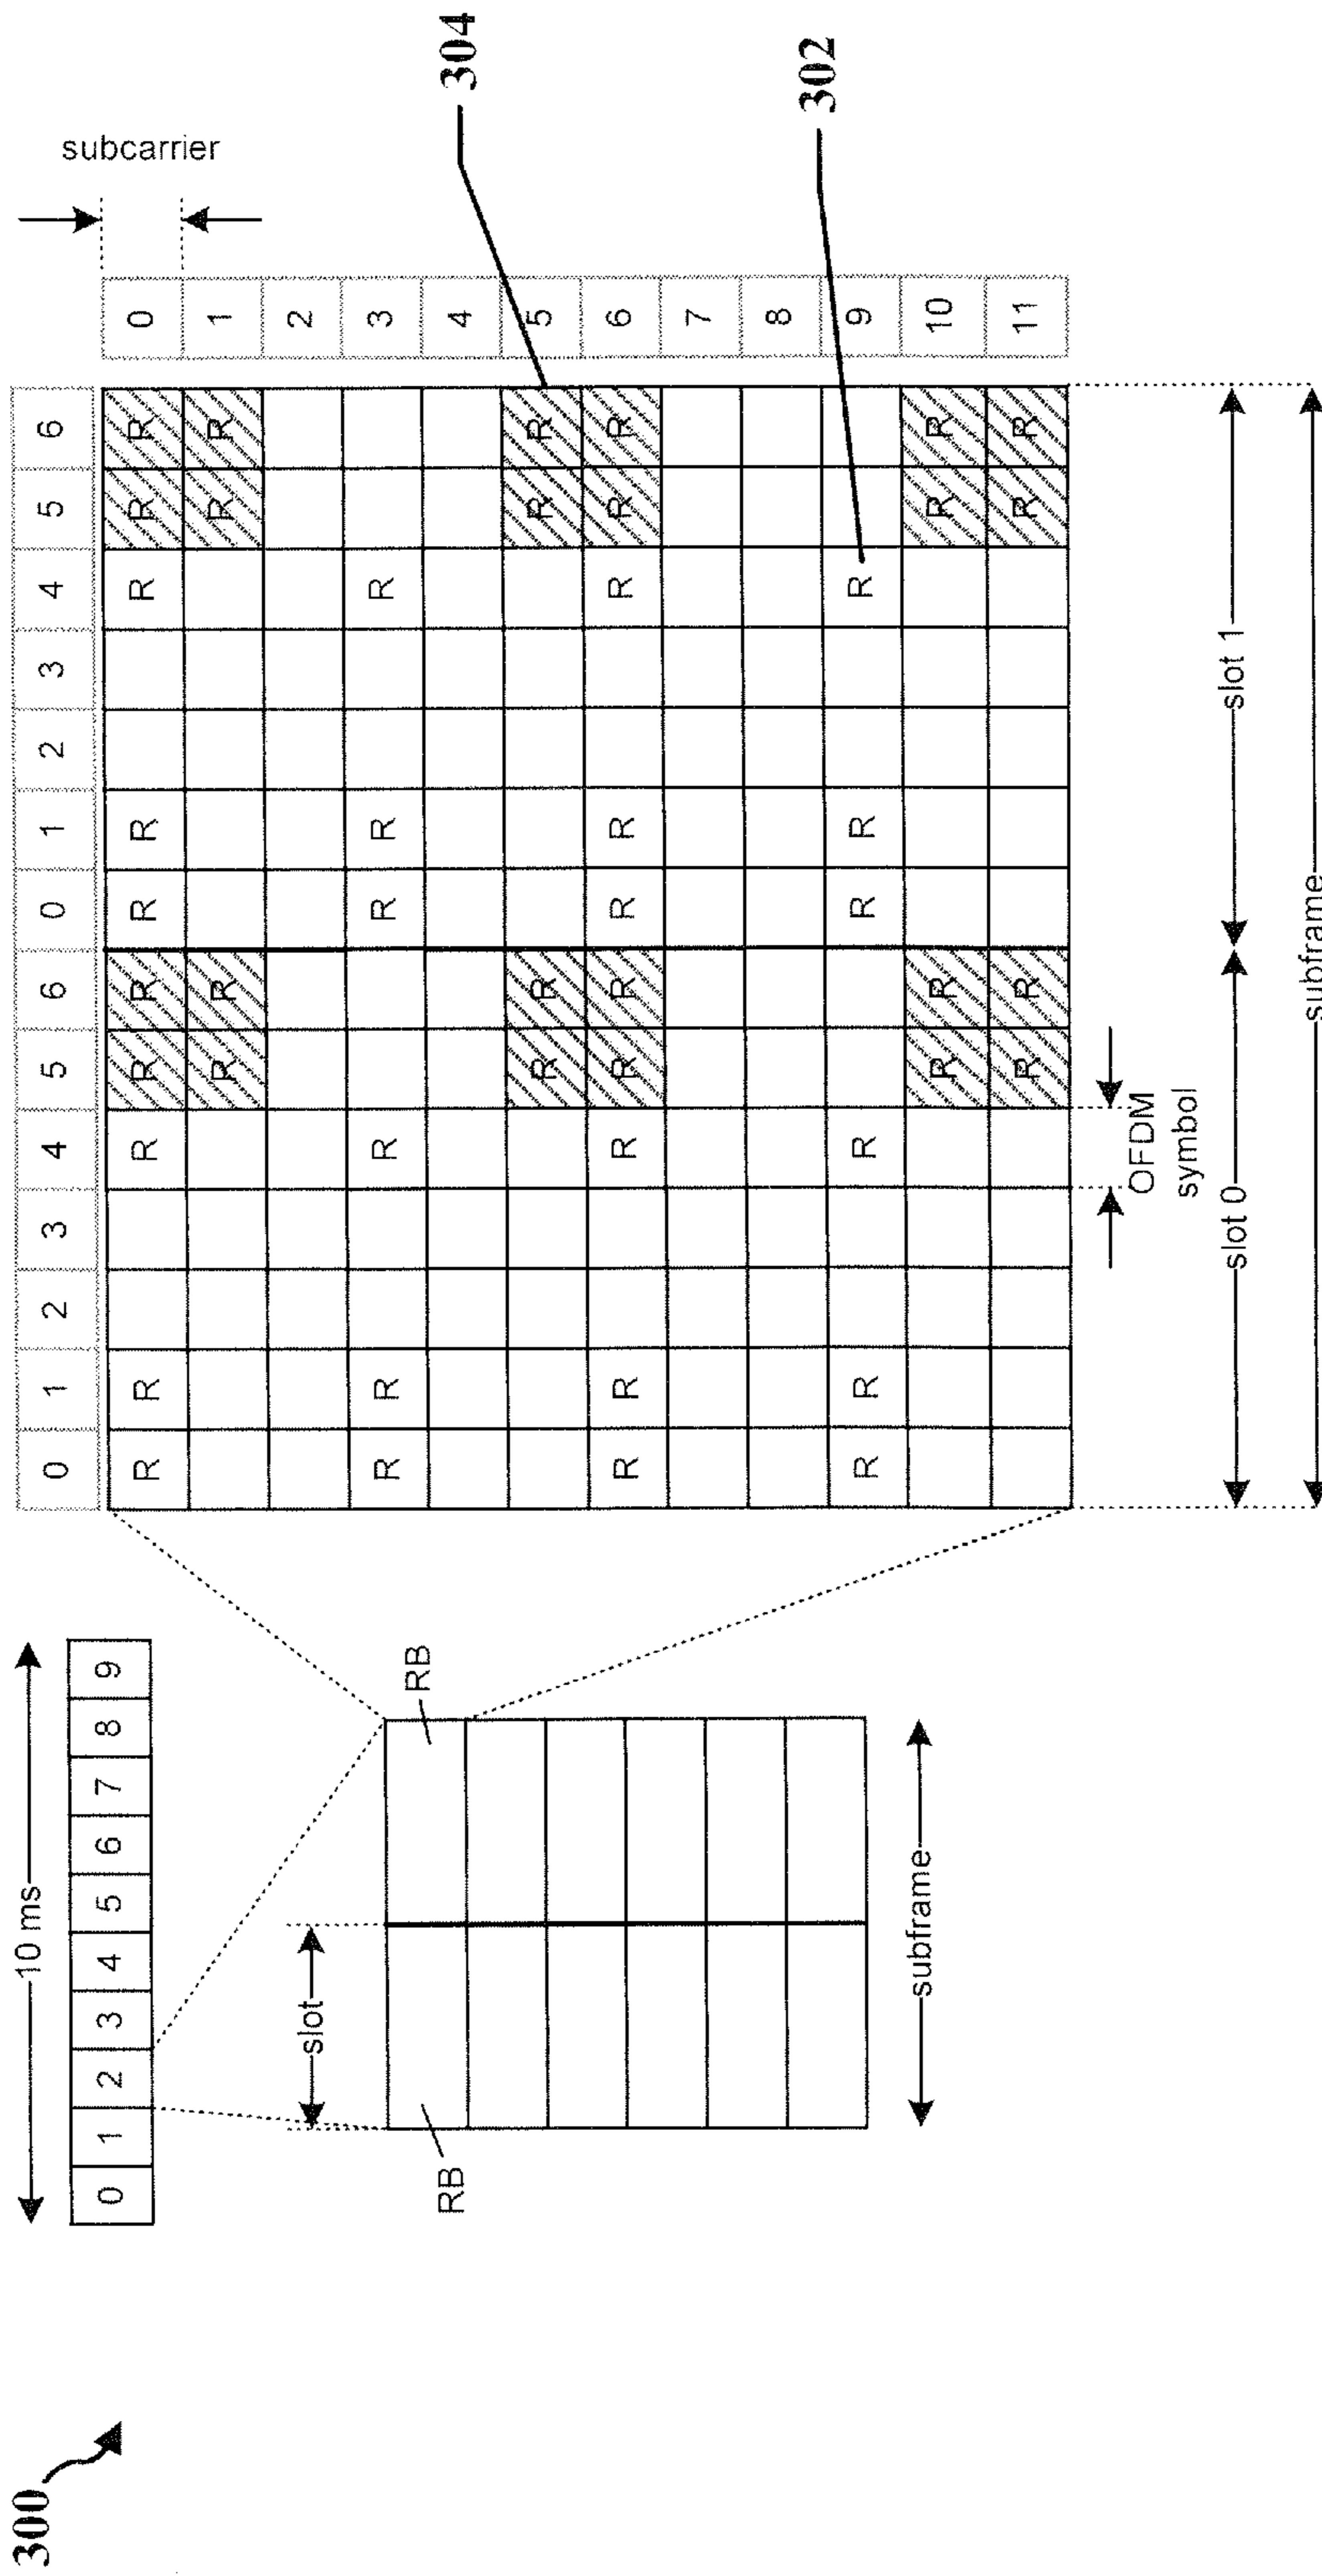 300
10 ms
0 1 2 3 4 5 6 7 8 9
slot
RB
RB
subframe
0 1 2 3 4 5 6 0 1 2 3 4 5 6
subcarrier
R R R R R R R R R R 0
R R R R 1
2
R R R R R R 3
4
R R R R 5
R R R R R R R R R R 6
7
8
R R R R R R 9
R R R R 10
R R R R 11
304
302
OFDM
symbol
slot 0
slot 1
subframe